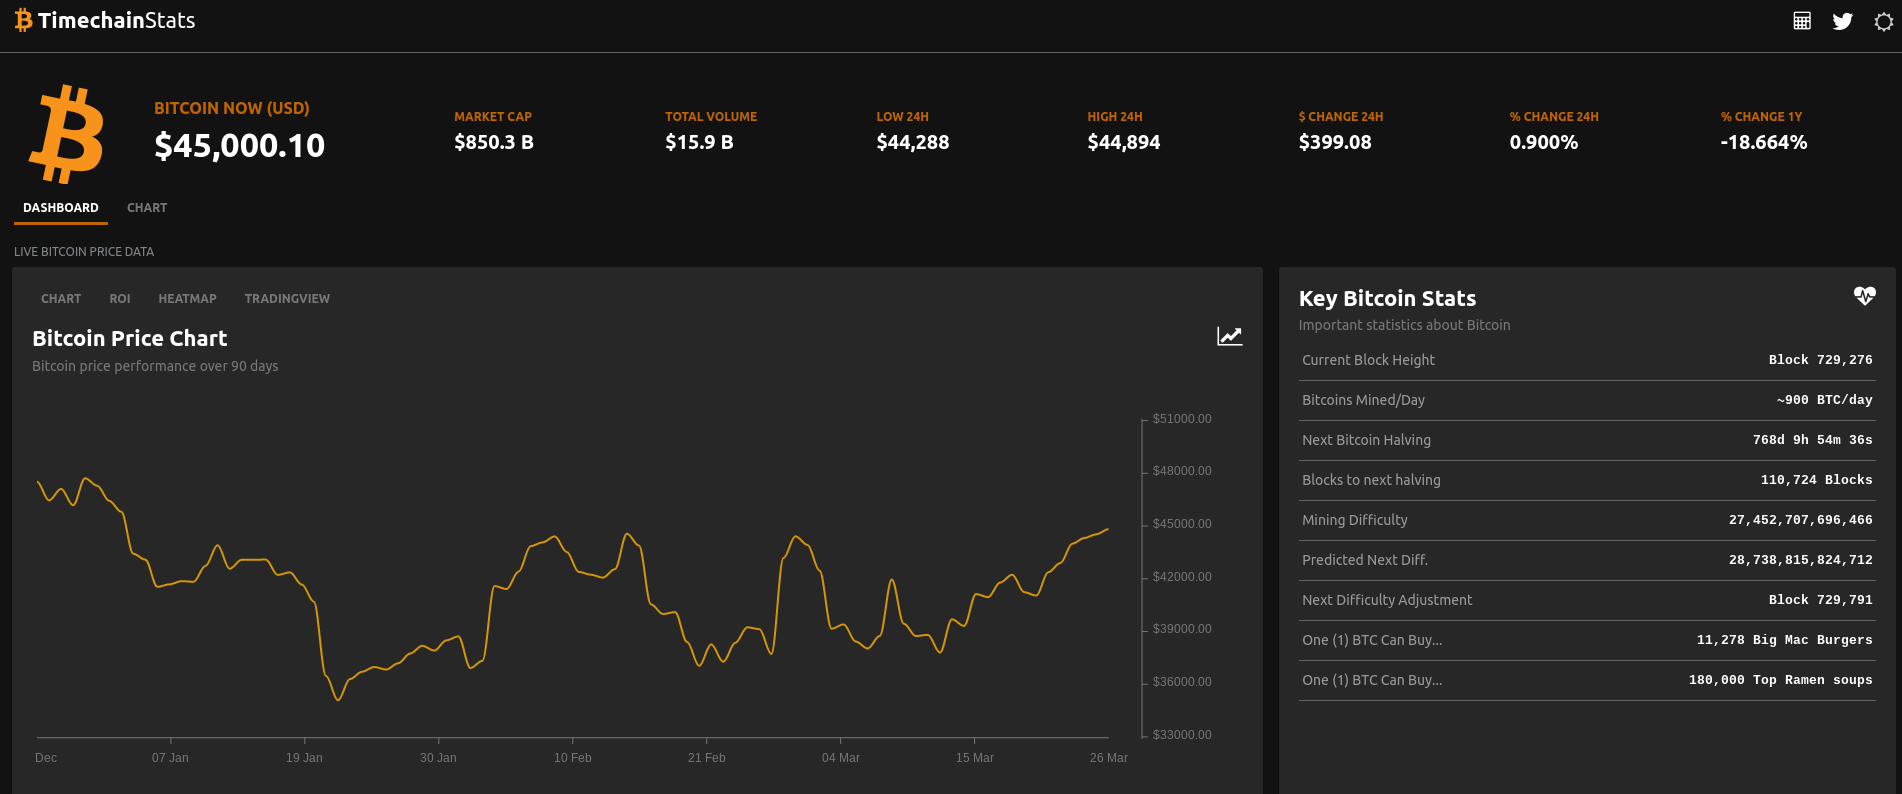 TimechainStats
BITCOIN NOW (USD)
$45,000.10
MARKET CAP
$850.3 B
TOTAL VOLUME
$15.9 B
LOW 24H
$44,288
HIGH 24H
$44,894
$ CHANGE 24H
$399.08
% CHANGE 24H
0.900%
% CHANGE 1Y
-18.664%
DASHBOARD CHART
LIVE BITCOIN PRICE DATA
CHART ROI HEATMAP TRADINGVIEW
Bitcoin Price Chart
Bitcoin price performance over 90 days
$51000.00
$48000.00
$45000.00
$42000.00
$39000.00
$36000.00
$33000.00
Dec 07 Jan 19 Jan 30 Jan 10 Feb 21 Feb 04 Mar 15 Mar 26 Mar
Key Bitcoin Stats
Important statistics about Bitcoin
Current Block Height Block 729,276
Bitcoins Mined/Day ~900 BTC/day
Next Bitcoin Halving 768d 9h 54m 36s
Blocks to next halving 110,724 Blocks
Mining Difficulty 27,452,707,696,466
Predicted Next Diff. 28,738,815,824,712
Next Difficulty Adjustment Block 729,791
One (1) BTC Can Buy... 11,278 Big Mac Burgers
One (1) BTC Can Buy... 180,000 Top Ramen soups